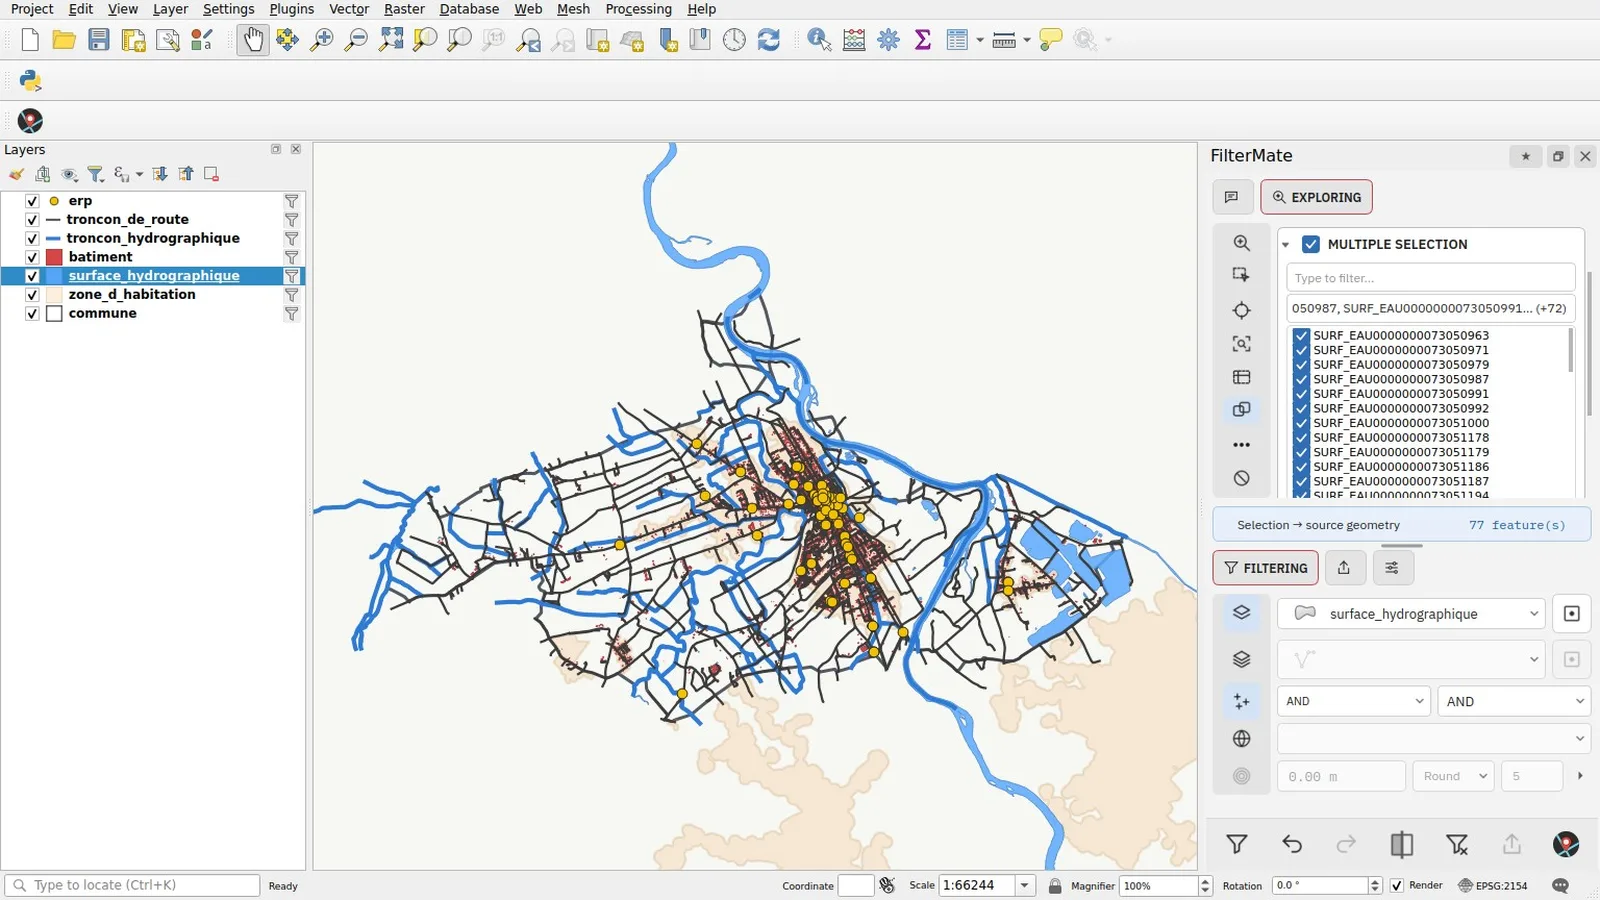 Project Edit View Layer Settings Plugins Vector Raster Database Web Mesh Processing Help
Layers
erp
troncon_de_route
troncon_hydrographique
batiment
surface_hydrographique
zone_d_habitation
commune
FilterMate
EXPLORING
MULTIPLE SELECTION
Type to filter...
050987, SURF_EAU0000000073050991... (+72)
SURF_EAU0000000073050963
SURF_EAU0000000073050971
SURF_EAU0000000073050979
SURF_EAU0000000073050987
SURF_EAU0000000073050991
SURF_EAU0000000073050992
SURF_EAU0000000073051000
SURF_EAU0000000073051178
SURF_EAU0000000073051179
SURF_EAU0000000073051186
SURF_EAU0000000073051187
SURF_EAU0000000073051194
Selection → source geometry 77 feature(s)
FILTERING
surface_hydrographique
AND AND
0.00 m Round 5
Type to locate (Ctrl+K) Ready Coordinate Scale 1:66244 Magnifier 100% Rotation 0.0 ° Render EPSG:2154